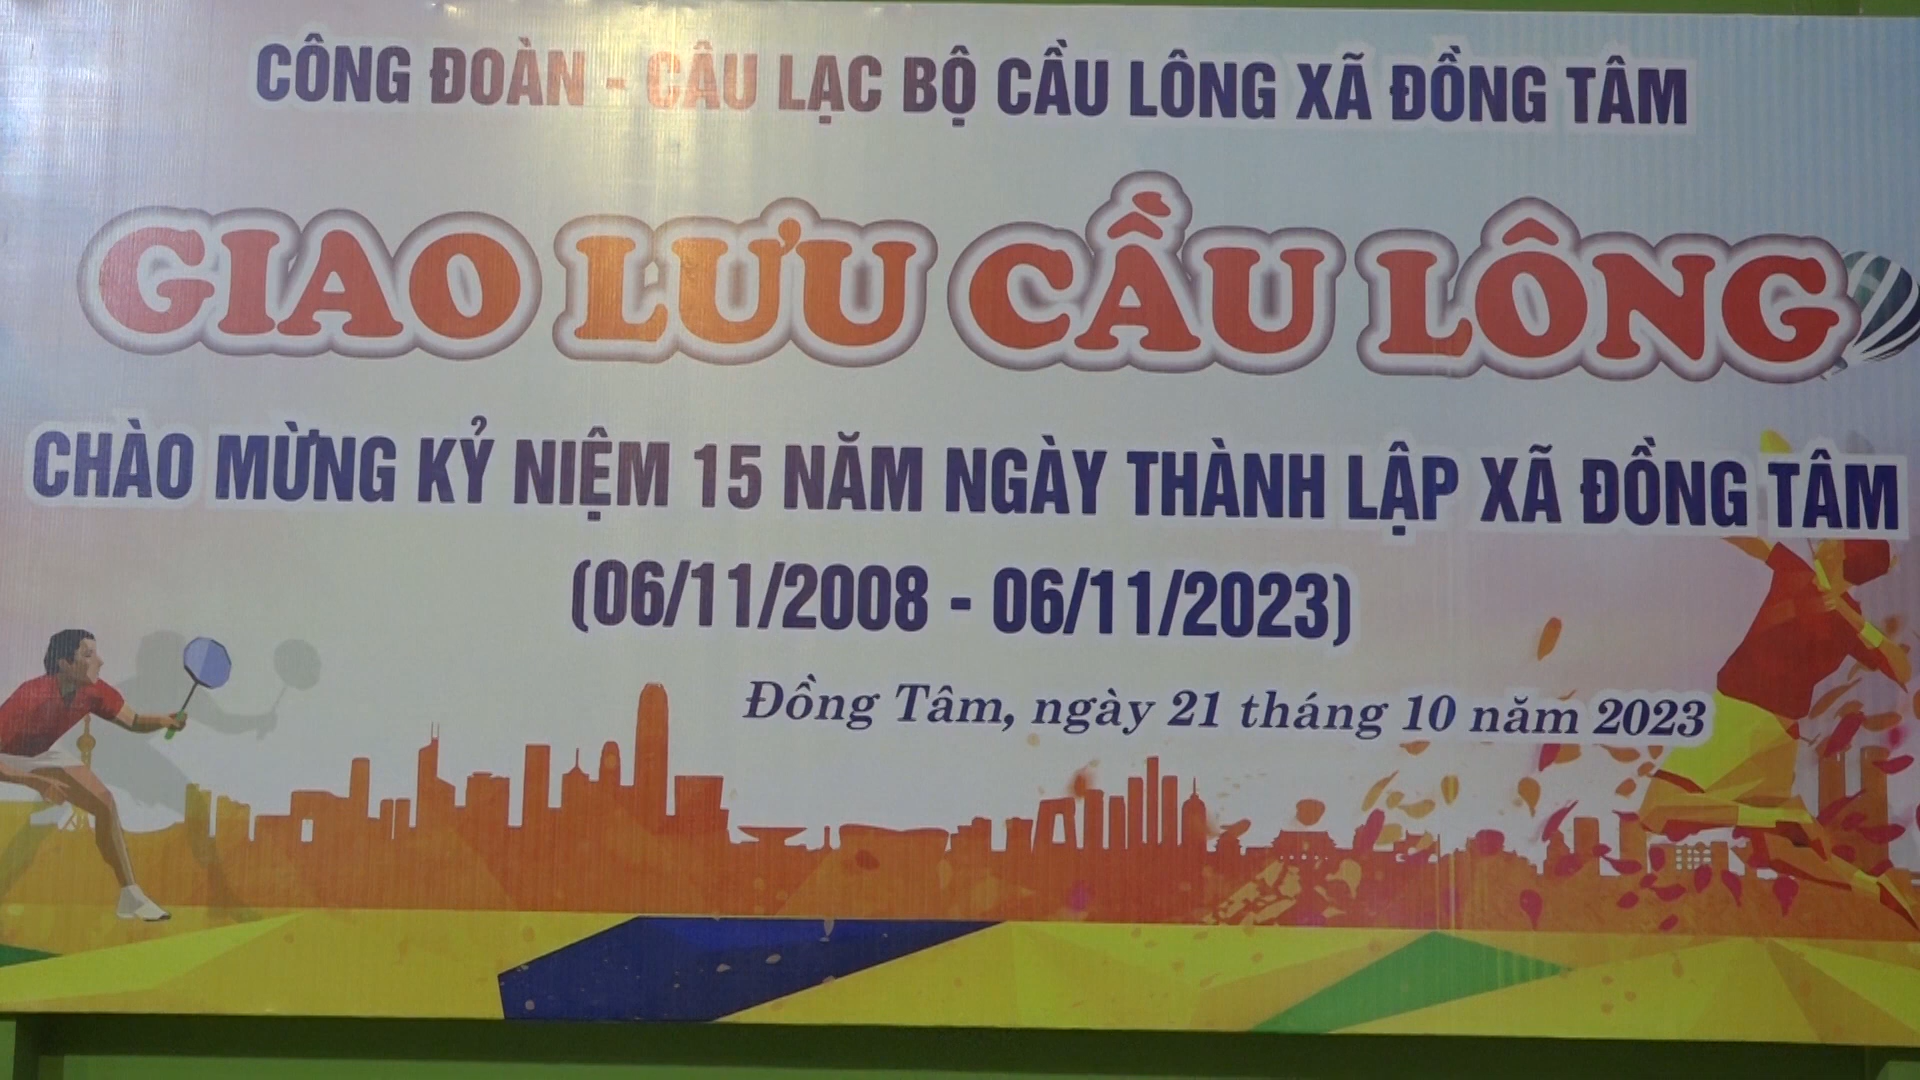 CÔNG ĐOÀN - CÂU LẠC BỘ CẦU LÔNG XÃ ĐỒNG TÂM
GIAO LƯU CẦU LÔNG
CHÀO MỪNG KỶ NIỆM 15 NĂM NGÀY THÀNH LẬP XÃ ĐỒNG TÂM
(06/11/2008 - 06/11/2023)
Đồng Tâm, ngày 21 tháng 10 năm 2023